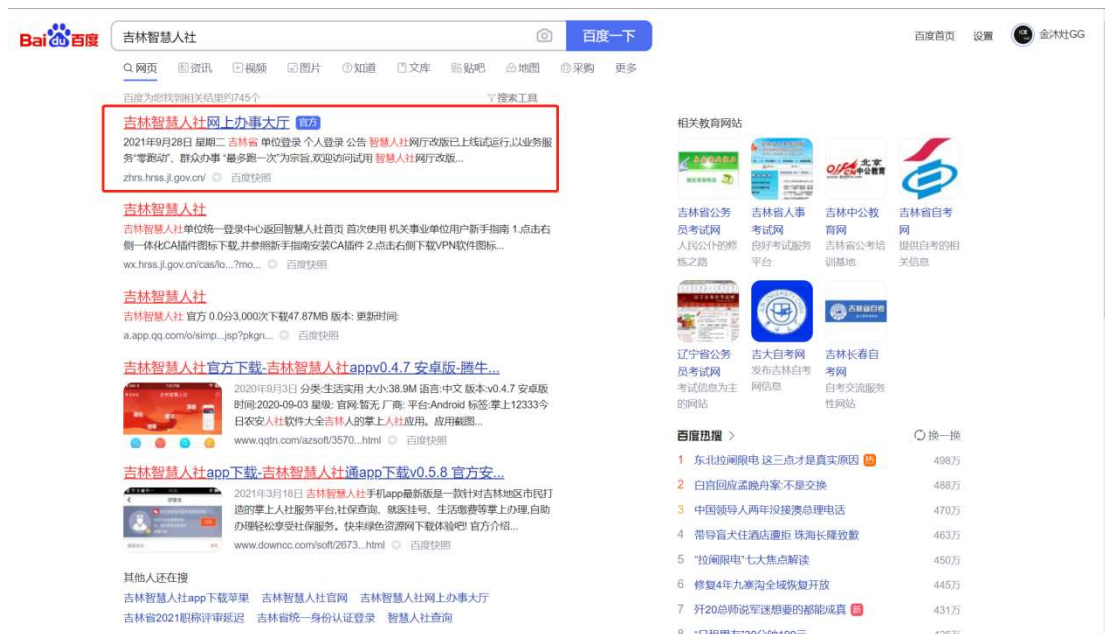 Bai du 百度
吉林智慧人社
百度一下
百度首页 设置 金沐灶GG
网页 资讯 视频 图片 知道 文库 贴吧 地图 采购 更多
百度为您找到相关结果约745个 搜索工具
吉林智慧人社网上办事大厅 官方
2021年9月28日 星期二 吉林省 单位登录 个人登录 公告 智慧人社网厅改版已上线试运行,以业务服
务“零跑动”、群众办事 “最多跑一次”为宗旨,欢迎访问试用 智慧人社网厅改版...
zhrs.hrss.jl.gov.cn/ 百度快照
吉林智慧人社
吉林智慧人社单位统一登录中心返回智慧人社首页 首次使用 机关事业单位用户新手指南 1.点击右
侧一体化CA插件图标下载,并参照新手指南安装CA插件 2.点击右侧下载VPN软件图标...
wx.hrss.jl.gov.cn/cas/lo...?mo... 百度快照
吉林智慧人社
吉林智慧人社 官方 0.0分3,000次下载47.87MB 版本: 更新时间:
a.app.qq.com/o/simp...jsp?pkgn... 百度快照
吉林智慧人社官方下载-吉林智慧人社appv0.4.7 安卓版-腾牛...
2020年9月3日 分类:生活实用 大小:38.9M 语言:中文 版本:v0.4.7 安卓版
时间:2020-09-03 星级: 官网:暂无 厂商: 平台:Android 标签:掌上12333今
日农安人社软件大全吉林人的掌上人社应用。应用截图...
www.qqtn.com/azsoft/3570...html 百度快照
吉林智慧人社app下载-吉林智慧人社通app下载v0.5.8 官方安...
2021年3月18日 吉林智慧人社手机app最新版是一款针对吉林地区市民打
造的掌上人社服务平台,社保查询、就医挂号、生活缴费等掌上办理,自助
办理轻松享受社保服务。快来绿色资源网下载体验吧! 官方介绍...
www.downcc.com/soft/2673...html 百度快照
其他人还在搜
吉林智慧人社app下载苹果 吉林智慧人社官网 吉林智慧人社网上办事大厅
吉林省2021职称评审延迟 吉林省统一身份认证登录 智慧人社查询
相关教育网站
北京
中公教育
吉林省公务 吉林省人事 吉林中公教 吉林省自考
员考试网 考试网 育网 网
人民公仆的修 良好考试服务 吉林省公考培 提供自考的相
炼之路 平台 训基地 关信息
吉林省自考
辽宁省公务 吉大自考网 吉林长春自
员考试网 发布吉林自考 考网
考试信息为主 网信息 自考交流服务
的网站 性网站
百度热搜 换一换
1 东北拉闸限电 这三点才是真实原因 热 498万
2 白宫回应孟晚舟案:不是交换 488万
3 中国领导人两年没接澳总理电话 470万
4 带导盲犬住酒店遭拒 珠海长隆致歉 463万
5 “拉闸限电”七大焦点解读 450万
6 修复4年九寨沟全域恢复开放 445万
7 歼20总师说军迷想要的都能成真 新 431万
8